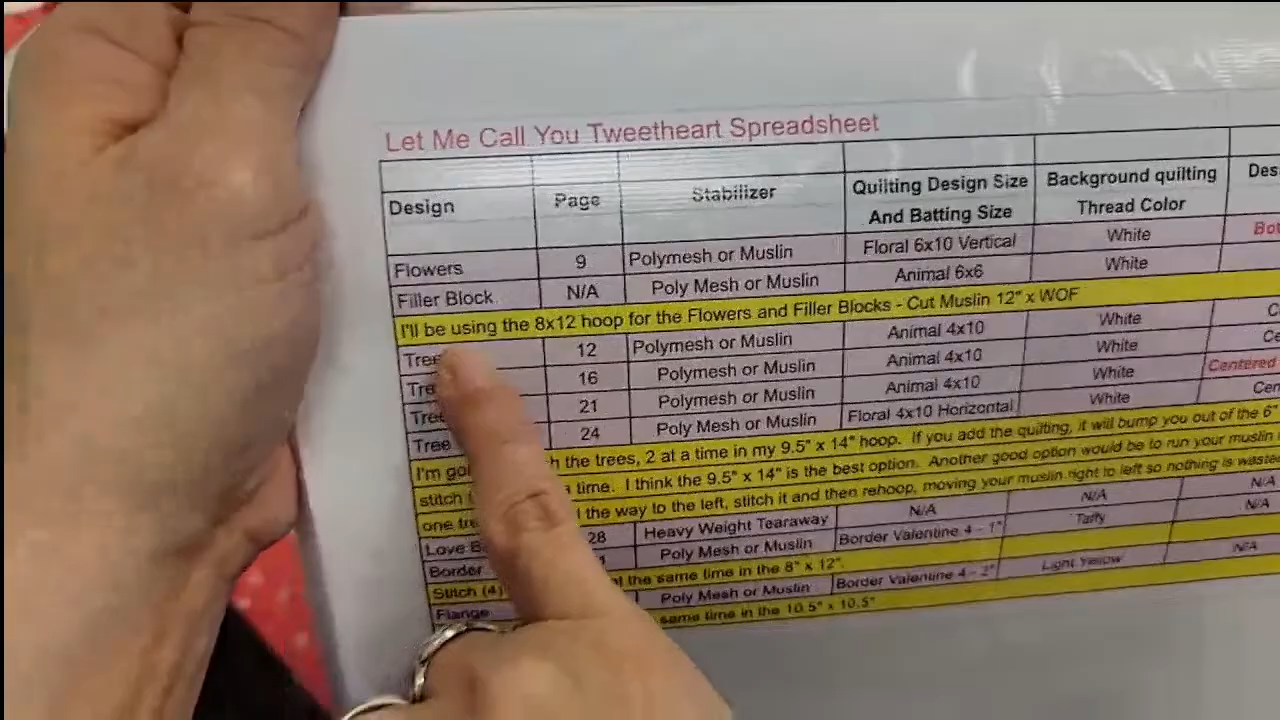 Let Me Call You Tweetheart Spreadsheet
Design Page Stabilizer Quilting Design Size And Batting Size Background quilting Thread Color
Flowers 9 Polymesh or Muslin Floral 6x10 Vertical White
Filler Block N/A Poly Mesh or Muslin Animal 6x6 White
I'll be using the 8x12 hoop for the Flowers and Filler Blocks - Cut Muslin 12" x WOF
Tree 12 Polymesh or Muslin Animal 4x10 White
16 Polymesh or Muslin Animal 4x10 White
21 Polymesh or Muslin Animal 4x10 White Centered
Tree 24 Poly Mesh or Muslin Floral 4x10 Horizontal White
I'm the trees, 2 at a time in my 9.5" x 14" hoop. If you add the quilting, it will bump you out of the 6"
stitch time. I think the 9.5" x 14" is the best option. Another good option would be to run your muslin
one the way to the left, stitch it and then rehoop, moving your muslin right to left so nothing is wasted
Love 28 Heavy Weight Tearaway N/A N/A N/A
Border Poly Mesh or Muslin Border Valentine 4 - 1" Taffy N/A
Stitch (4) the same time in the 8" x 12".
Flange Poly Mesh or Muslin Border Valentine 4 - 2" Light Yellow N/A
same time in the 10.5" x 10.5"